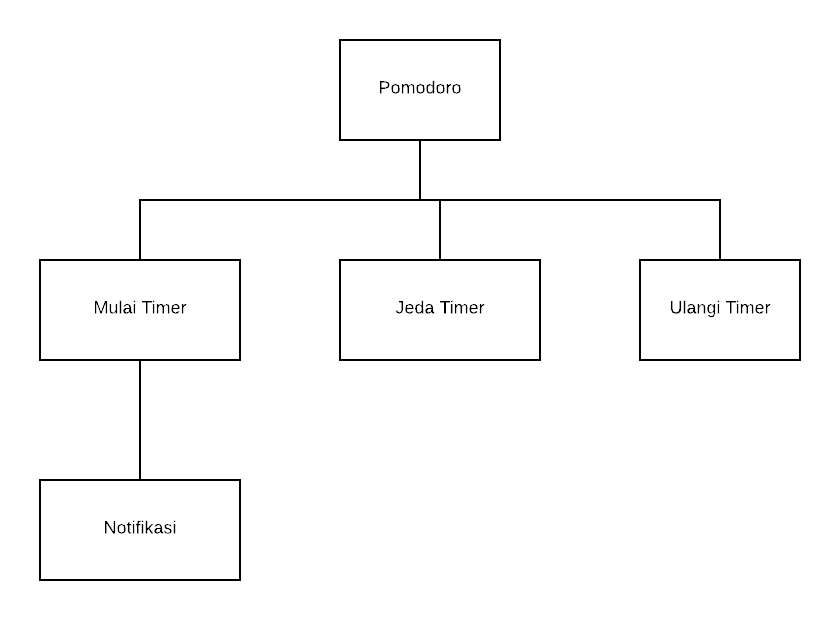 Pomodoro
Mulai Timer
Jeda Timer
Ulangi Timer
Notifikasi